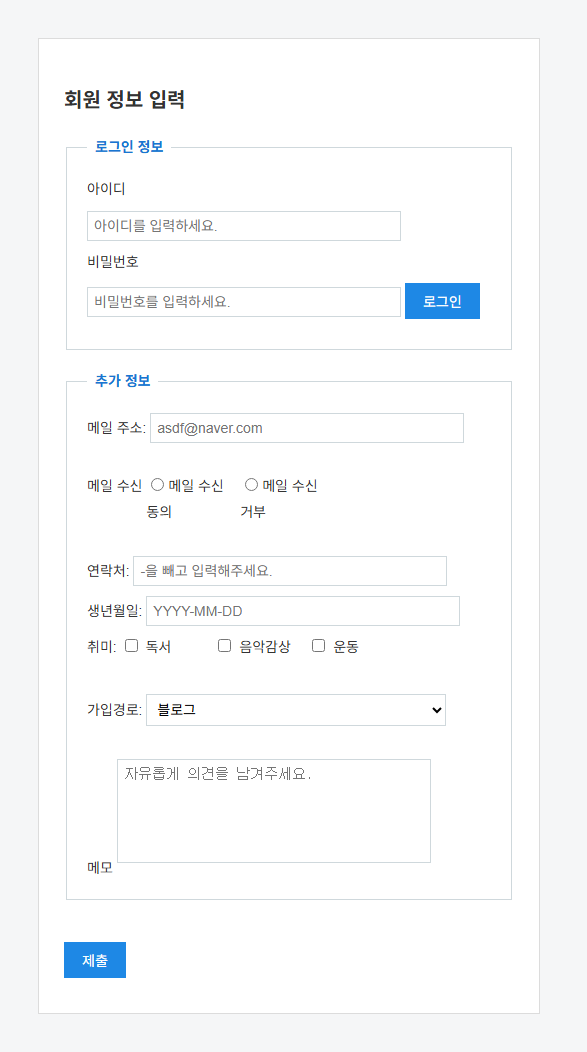 회원 정보 입력
로그인 정보
아이디
아이디를 입력하세요.
비밀번호
비밀번호를 입력하세요. 로그인
추가 정보
메일 주소: asdf@naver.com
메일 수신 메일 수신 메일 수신
동의 거부
연락처: -을 빼고 입력해주세요.
생년월일: YYYY-MM-DD
취미: 독서 음악감상 운동
가입경로: 블로그
자유롭게 의견을 남겨주세요.
메모
제출